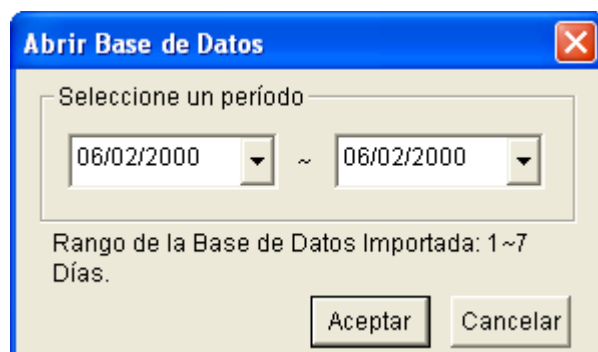 Abrir Base de Datos
Seleccione un período
06/02/2000 ~ 06/02/2000
Rango de la Base de Datos Importada: 1~7
Días.
Aceptar Cancelar